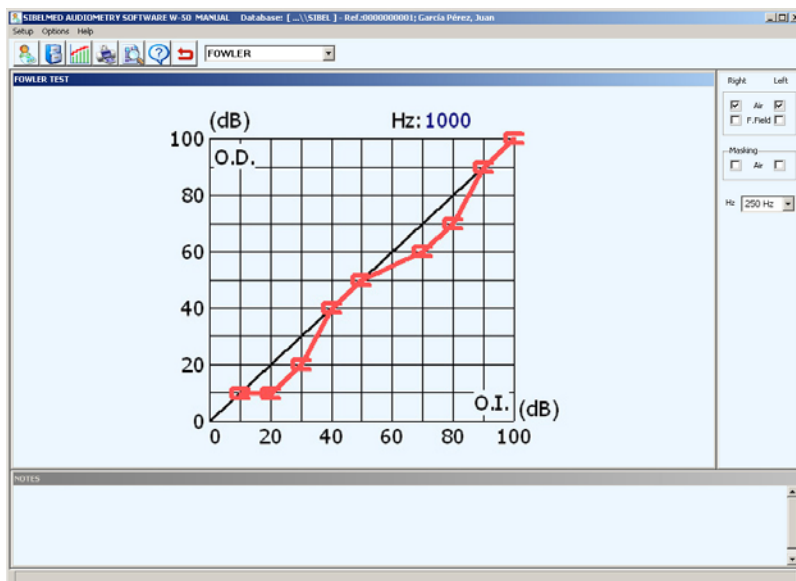 SIBELMED AUDIOMETRY SOFTWARE W-50 MANUAL Database: [ ...\\SIBEL ] - Ref.:0000000001; García Pérez, Juan
Setup Options Help
FOWLER
FOWLER TEST
Right Left
Air
F.Field
Masking
Air
Hz 250 Hz
(dB) Hz: 1000
100
O.D.
80
60
40
20
0
O.I. (dB)
0 20 40 60 80 100
NOTES